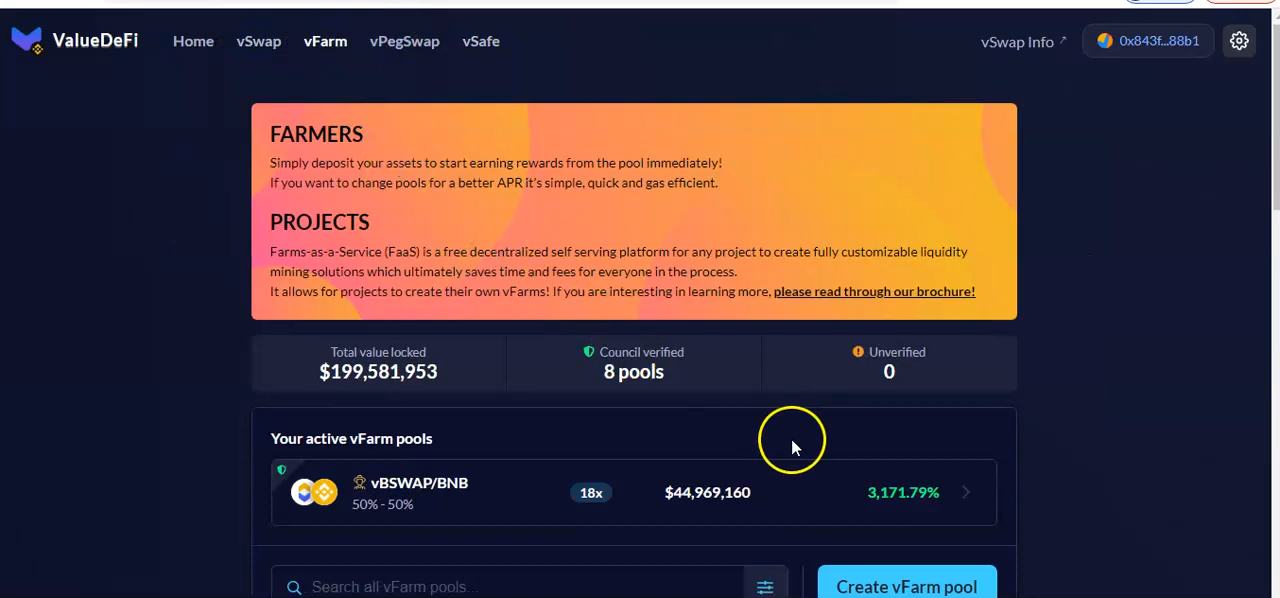 ValueDeFi Home vSwap vFarm vPegSwap vSafe vSwap Info ↗ 0x843f...88b1
FARMERS
Simply deposit your assets to start earning rewards from the pool immediately!
If you want to change pools for a better APR it's simple, quick and gas efficient.
PROJECTS
Farms-as-a-Service (FaaS) is a free decentralized self serving platform for any project to create fully customizable liquidity
mining solutions which ultimately saves time and fees for everyone in the process.
It allows for projects to create their own vFarms! If you are interesting in learning more, please read through our brochure!
Total value locked Council verified Unverified
$199,581,953 8 pools 0
Your active vFarm pools
vBSWAP/BNB 18x $44,969,160 3,171.79%
50% - 50%
Search all vFarm pools... Create vFarm pool